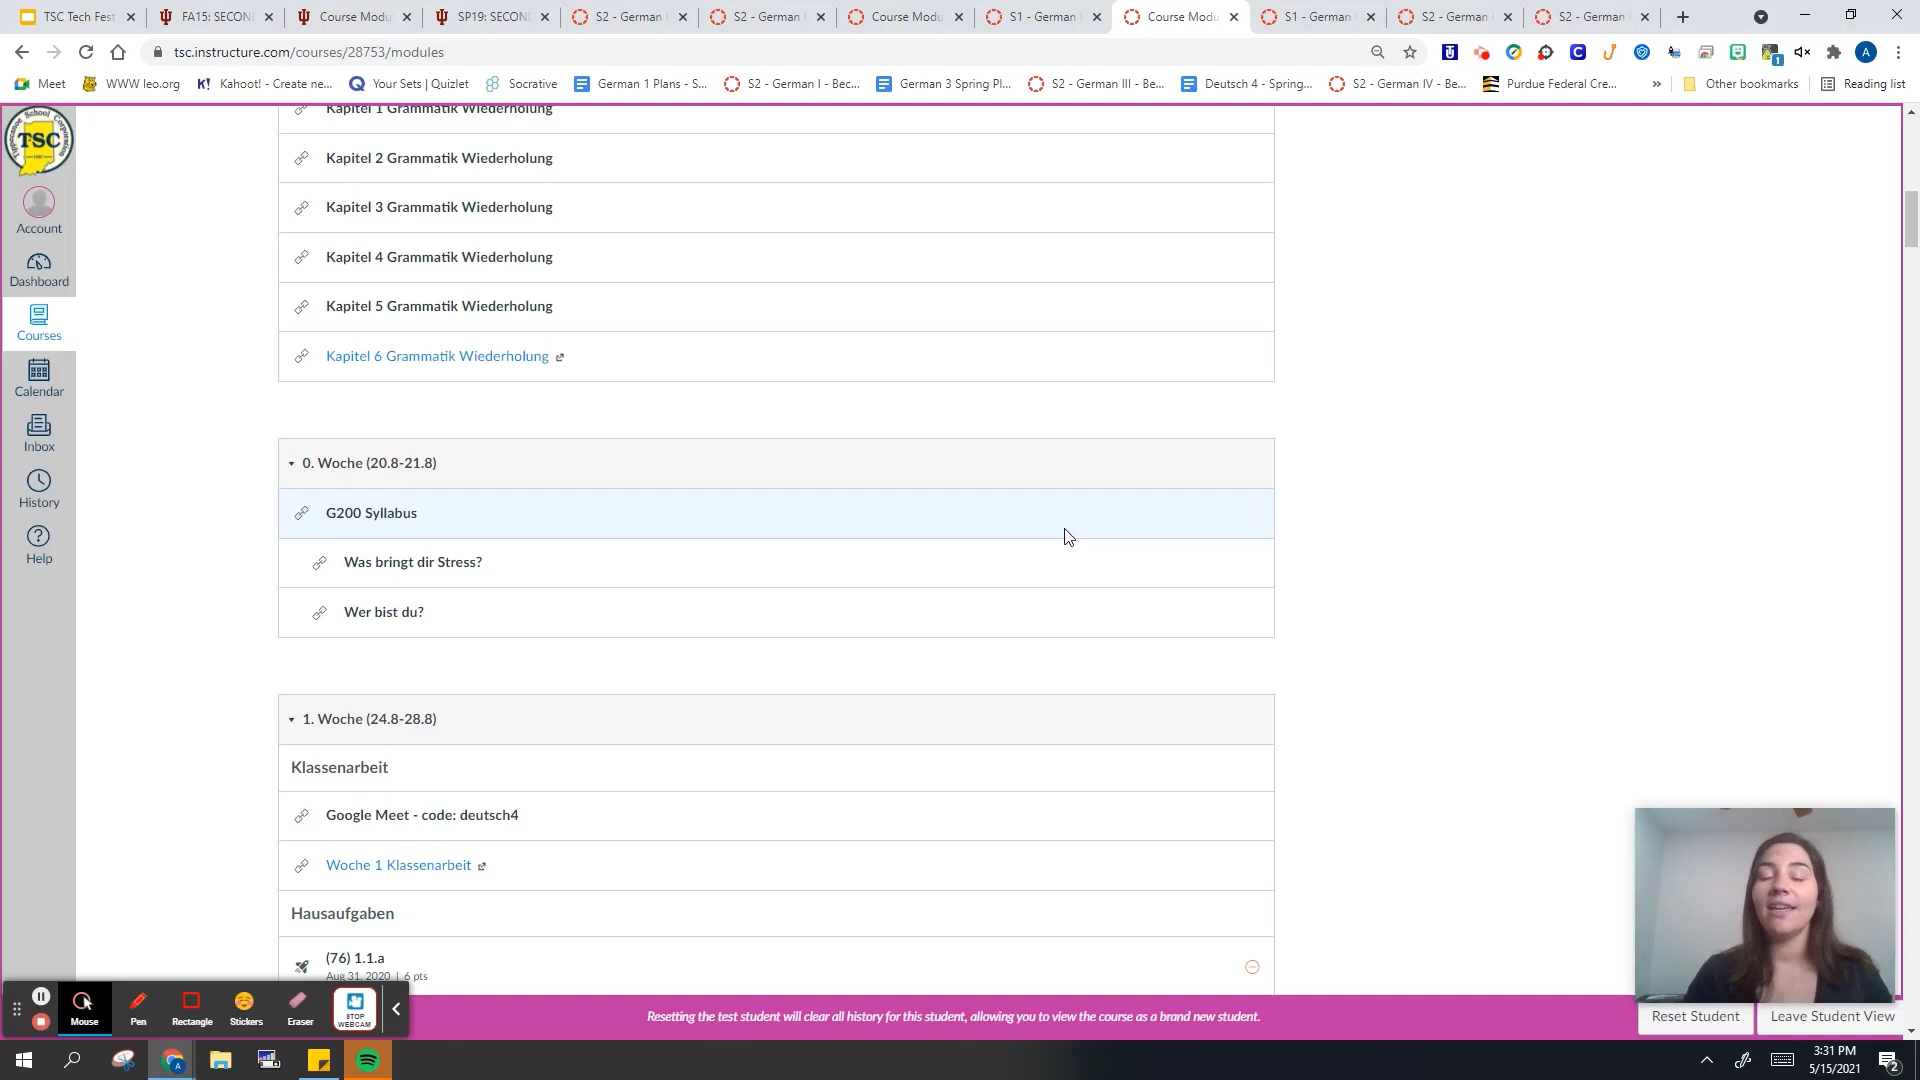 TSC Tech Fest
FA15: SECON
Course Modu
SP19: SECON
S2 - German
S2 - German
Course Modu
S1 - German
Course Modu
S1 - German
S2 - German
S2 - German
tsc.instructure.com/courses/28753/modules
Meet
WWW leo.org
Kahoot! - Create ne...
Your Sets | Quizlet
Socrative
German 1 Plans - S...
S2 - German I - Bec...
German 3 Spring Pl...
S2 - German III - Be...
Deutsch 4 - Spring...
S2 - German IV - Be...
Purdue Federal Cre...
Other bookmarks
Reading list
Tippecanoe School Corporation
TSC
Account
Dashboard
Courses
Calendar
Inbox
History
Help
Kapitel 1 Grammatik Wiederholung
Kapitel 2 Grammatik Wiederholung
Kapitel 3 Grammatik Wiederholung
Kapitel 4 Grammatik Wiederholung
Kapitel 5 Grammatik Wiederholung
Kapitel 6 Grammatik Wiederholung
0. Woche (20.8-21.8)
G200 Syllabus
Was bringt dir Stress?
Wer bist du?
1. Woche (24.8-28.8)
Klassenarbeit
Google Meet - code: deutsch4
Woche 1 Klassenarbeit
Hausaufgaben
(76) 1.1.a
Aug 31, 2020 | 6 pts
Mouse
Pen
Rectangle
Stickers
Eraser
STOP
WEBCAM
Resetting the test student will clear all history for this student, allowing you to view the course as a brand new student.
Reset Student
Leave Student View
3:31 PM
5/15/2021
2